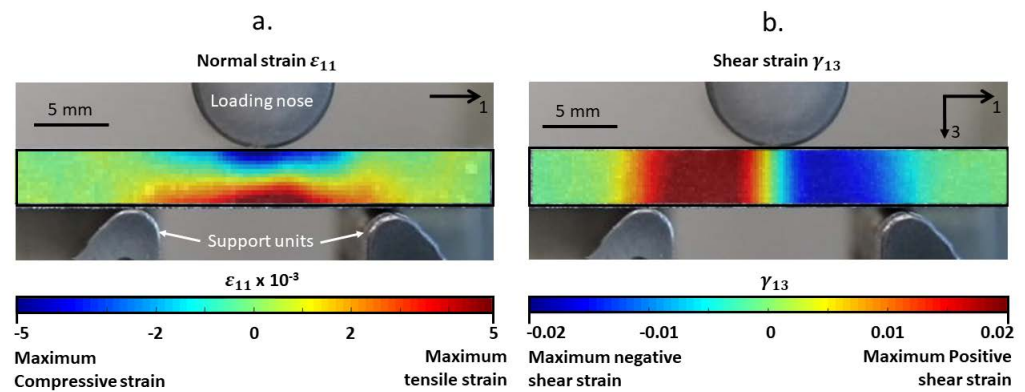 a.
Normal strain ε₁₁
Loading nose
1
5 mm
Support units
ε₁₁ x 10⁻³
-5 -2 0 2 5
Maximum Compressive strain
Maximum tensile strain
b.
Shear strain γ₁₃
1
5 mm
3
γ₁₃
-0.02 -0.01 0 0.01 0.02
Maximum negative shear strain
Maximum Positive shear strain